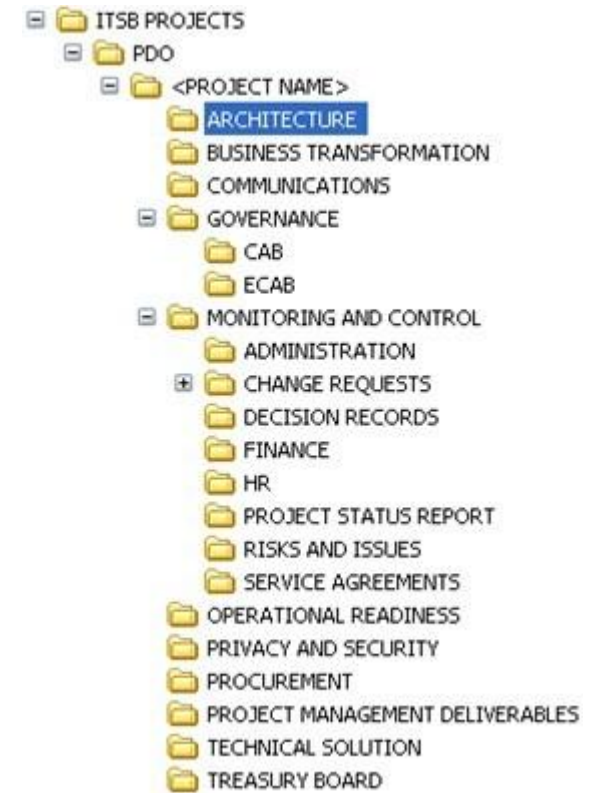 ITSB PROJECTS
PDO
<PROJECT NAME>
ARCHITECTURE
BUSINESS TRANSFORMATION
COMMUNICATIONS
GOVERNANCE
CAB
ECAB
MONITORING AND CONTROL
ADMINISTRATION
CHANGE REQUESTS
DECISION RECORDS
FINANCE
HR
PROJECT STATUS REPORT
RISKS AND ISSUES
SERVICE AGREEMENTS
OPERATIONAL READINESS
PRIVACY AND SECURITY
PROCUREMENT
PROJECT MANAGEMENT DELIVERABLES
TECHNICAL SOLUTION
TREASURY BOARD